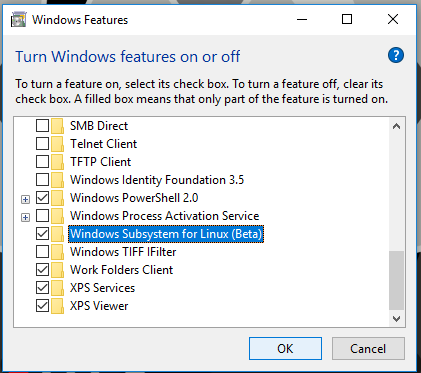 Windows Features
Turn Windows features on or off
?
To turn a feature on, select its check box. To turn a feature off, clear its
check box. A filled box means that only part of the feature is turned on.
SMB Direct
Telnet Client
TFTP Client
Windows Identity Foundation 3.5
Windows PowerShell 2.0
Windows Process Activation Service
Windows Subsystem for Linux (Beta)
Windows TIFF IFilter
Work Folders Client
XPS Services
XPS Viewer
OK
Cancel